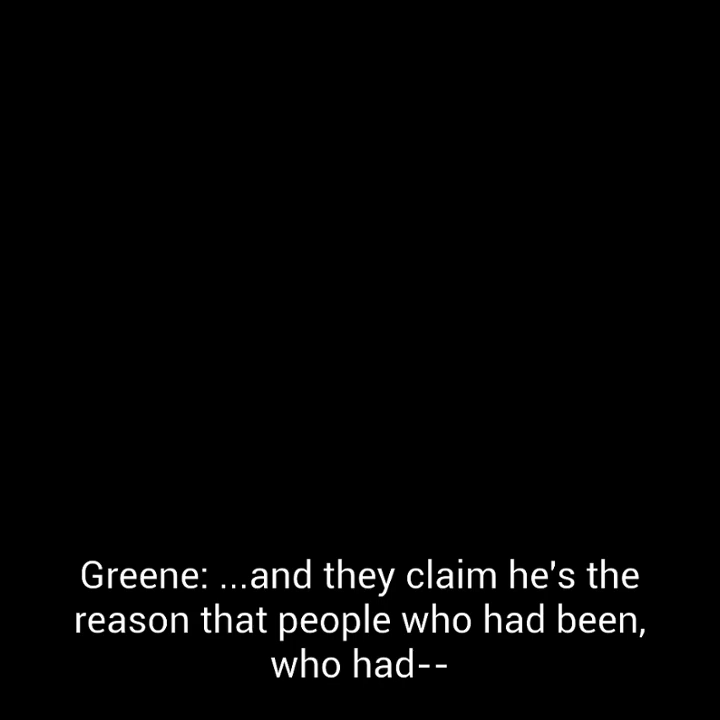 Greene: ...and they claim he's the
reason that people who had been,
who had--